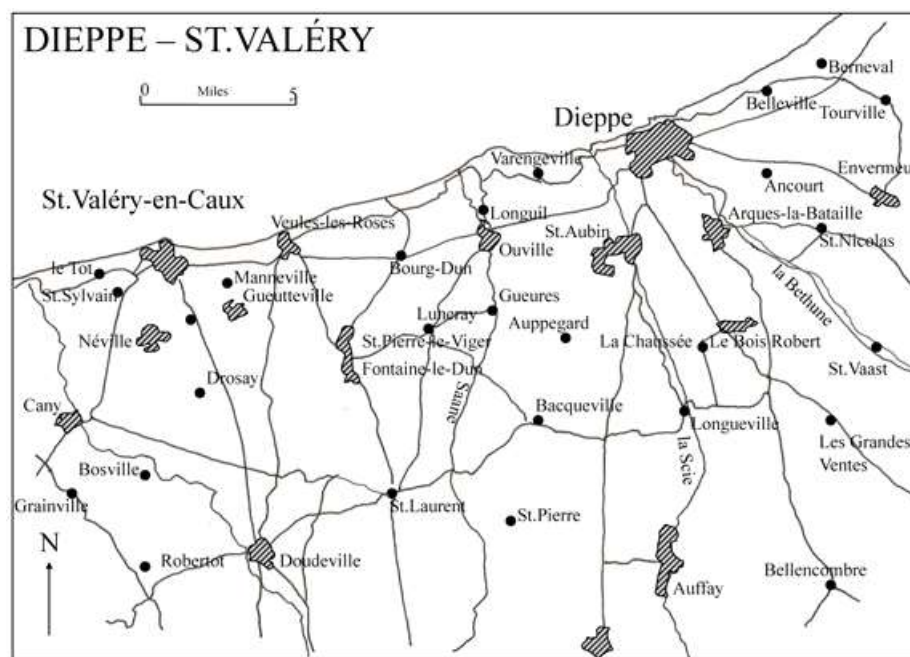 DIEPPE – ST.VALÉRY
0 Miles 5
Berneval
Belleville
Tourville
Dieppe
Varengeville
Envermeu
Ancourt
St.Valéry-en-Caux
Veules-les-Roses
Longuil
Arques-la-Bataille
St.Aubin
St.Nicolas
Ouville
le Tot
Bourg-Dun
Manneville
la Bethune
St.Sylvain
Gueutteville
Gueures
Luneray
Auppegard
Néville
St.Pierre-le-Viger
La Chaussée
Le Bois Robert
Fontaine-le-Dun
St.Vaast
Drosay
Saane
Cany
Bacqueville
Longueville
Les Grandes
Ventes
la Scie
Bosville
Grainville
St.Laurent
St.Pierre
N
Robertot
Doudeville
Bellencombre
Auffay